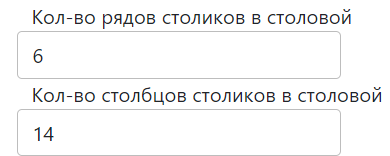 Кол-во рядов столиков в столовой
6
Кол-во столбцов столиков в столовой
14